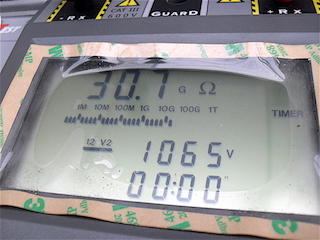 - RX
CAT III
600V
GUARD
+ RX
30.7 G Ω
1M 10M 100M 1G 10G 100G 1T
TIMER
12 V2
1065 V
00:00"